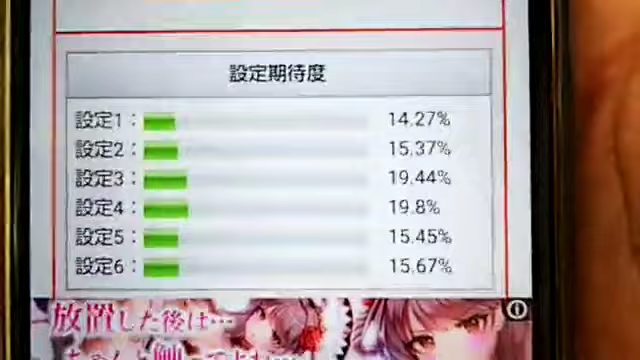 設定期待度
設定1：14.27%
設定2：15.37%
設定3：19.44%
設定4：19.8%
設定5：15.45%
設定6：15.67%
放置した後は…